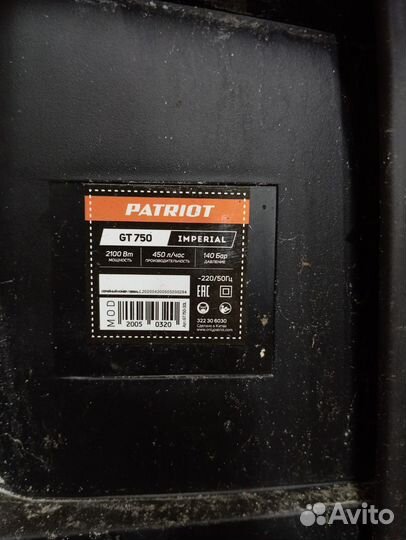 PATRIOT
GT 750 IMPERIAL
2100 Вт 450 л/час 140 Бар
МОЩНОСТЬ ПРОИЗВОДИТЕЛЬНОСТЬ ДАВЛЕНИЕ
~220/50Гц
EAC
MOD
2005 0320
322 30 6030
Сделано в Китае
Avito